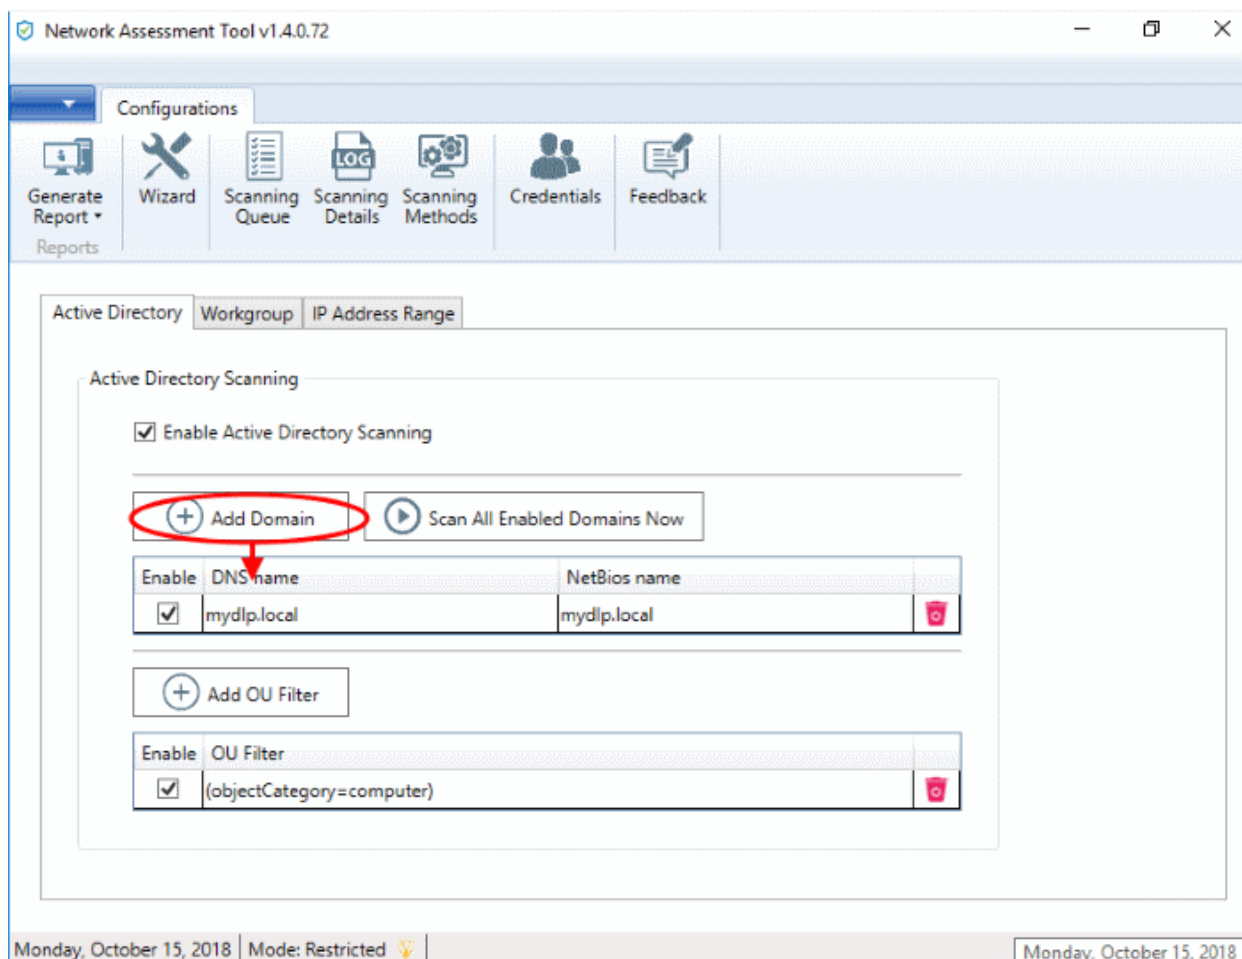 Network Assessment Tool v1.4.0.72
Configurations
Generate Report
Wizard
Scanning Queue
LOG
Scanning Details
Scanning Methods
Credentials
Feedback
Reports
Active Directory Workgroup IP Address Range
Active Directory Scanning
Enable Active Directory Scanning
Add Domain Scan All Enabled Domains Now
Enable DNS name NetBios name
mydlp.local mydlp.local
Add OU Filter
Enable OU Filter
(objectCategory=computer)
Monday, October 15, 2018 Mode: Restricted Monday, October 15, 2018